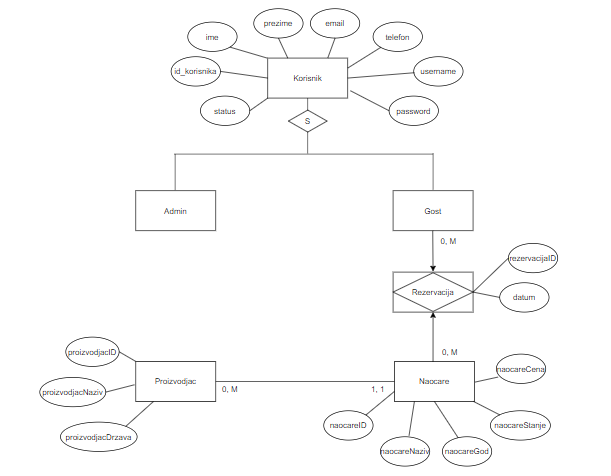 prezime
email
ime
telefon
id_korisnika
Korisnik
username
status
password
S
Admin
Gost
0, M
rezervacijaID
Rezervacija
datum
0, M
proizvodjacID
naocareCena
Proizvodjac
Naocare
proizvodjacNaziv
0, M
1, 1
naocareID
naocareStanje
proizvodjacDrzava
naocareNaziv
naocareGod